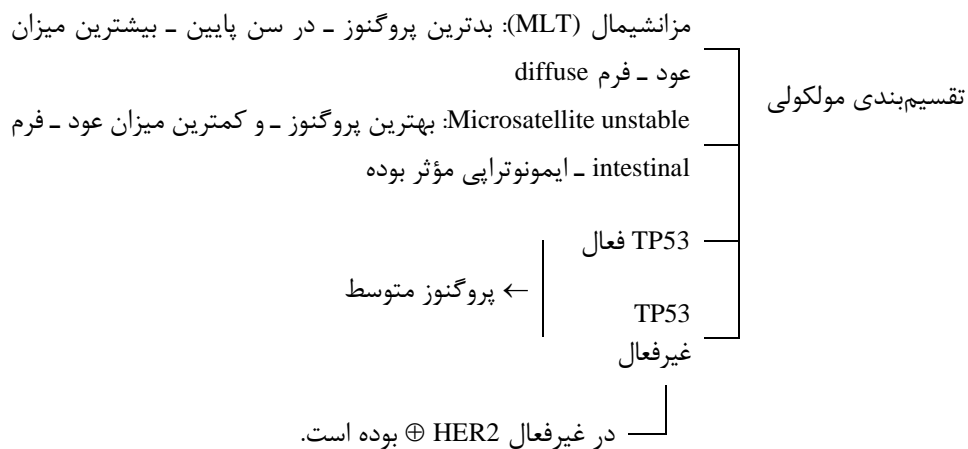 مزانشیمال (MLT): بدترین پروگنوز ـ در سن پایین ـ بیشترین میزان
عود ـ فرم diffuse
تقسیم‌بندی مولکولی
Microsatellite unstable: بهترین پروگنوز ـ و کمترین میزان عود ـ فرم
intestinal ـ ایمونوتراپی مؤثر بوده
TP53 فعال
← پروگنوز متوسط
TP53
غیرفعال
در غیرفعال HER2 ⊕ بوده است.